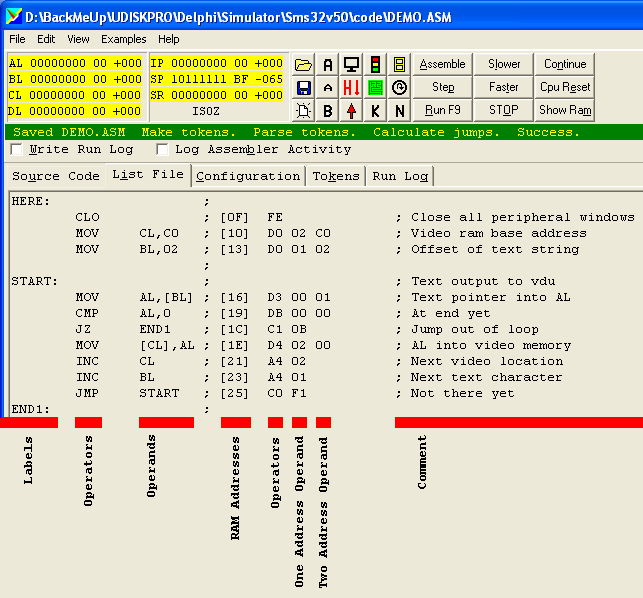 D:\BackMeUp\UDISKPRO\Delphi\Simulator\Sms32v50\code\DEMO.ASM
File Edit View Examples Help
AL 00000000 00 +000 IP 00000000 00 +000 A Assemble Slower Continue
BL 00000000 00 +000 SP 10111111 BF -065 A H! Step Faster Cpu Reset
CL 00000000 00 +000 SR 00000000 00 +000 B K N Run F9 STOP Show Ram
DL 00000000 00 +000 ISOZ
Saved DEMO.ASM Make tokens. Parse tokens. Calculate jumps. Success.
Write Run Log Log Assembler Activity
Source Code List File Configuration Tokens Run Log
HERE: ;
CLO ; [0F] FE ; Close all peripheral windows
MOV CL,C0 ; [10] D0 02 C0 ; Video ram base address
MOV BL,02 ; [13] D0 01 02 ; Offset of text string
;
START: ; ; Text output to vdu
MOV AL,[BL] ; [16] D3 00 01 ; Text pointer into AL
CMP AL,0 ; [19] DB 00 00 ; At end yet
JZ END1 ; [1C] C1 0B ; Jump out of loop
MOV [CL],AL ; [1E] D4 02 00 ; AL into video memory
INC CL ; [21] A4 02 ; Next video location
INC BL ; [23] A4 01 ; Next text character
JMP START ; [25] C0 F1 ; Not there yet
END1: ;
Labels
Operators
Operands
RAM Addresses
Operators
One Address Operand
Two Address Operand
Comment